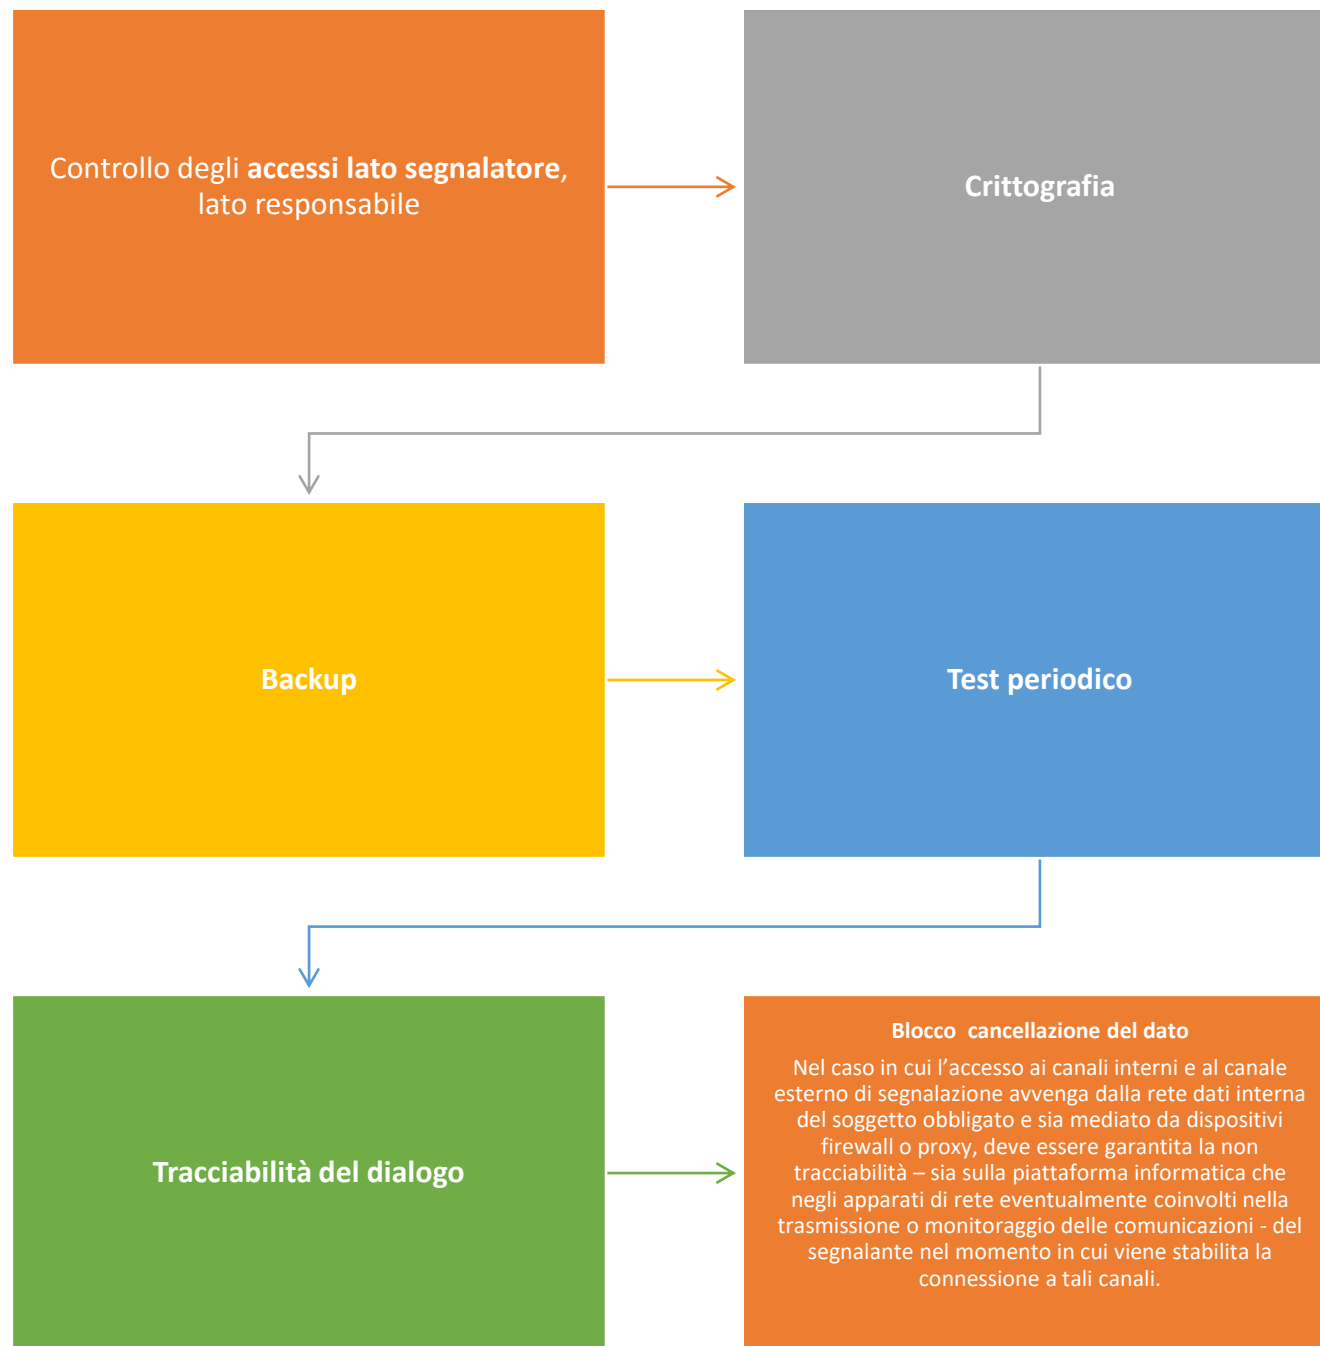 Controllo degli accessi lato segnalatore,
lato responsabile
Crittografia
Backup
Test periodico
Tracciabilità del dialogo
Blocco  cancellazione del dato
Nel caso in cui l’accesso ai canali interni e al canale
esterno di segnalazione avvenga dalla rete dati interna
del soggetto obbligato e sia mediato da dispositivi
firewall o proxy, deve essere garantita la non
tracciabilità – sia sulla piattaforma informatica che
negli apparati di rete eventualmente coinvolti nella
trasmissione o monitoraggio delle comunicazioni - del
segnalante nel momento in cui viene stabilita la
connessione a tali canali.